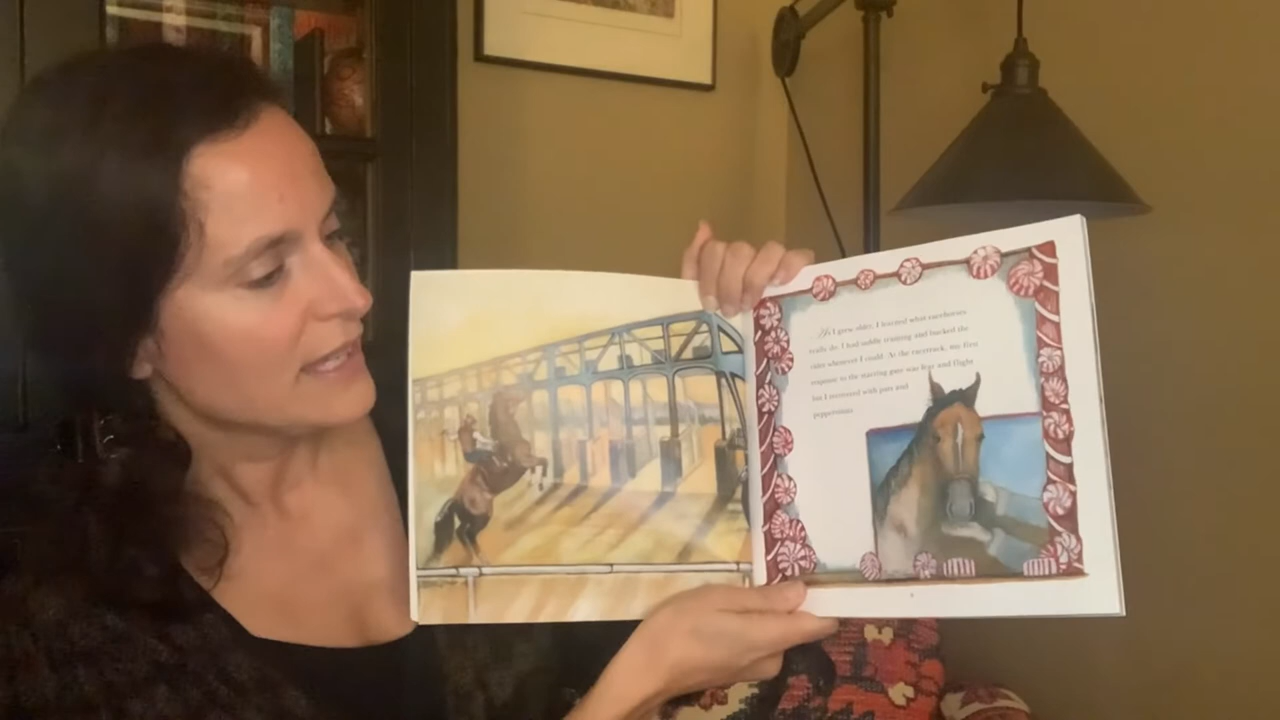 As I grew older, I learned what racehorses
really do. I had saddle training and bucked the
rider whenever I could. At the racetrack, my first
response to the starting gate was fear and flight
but I recovered with pats and
peppermints.